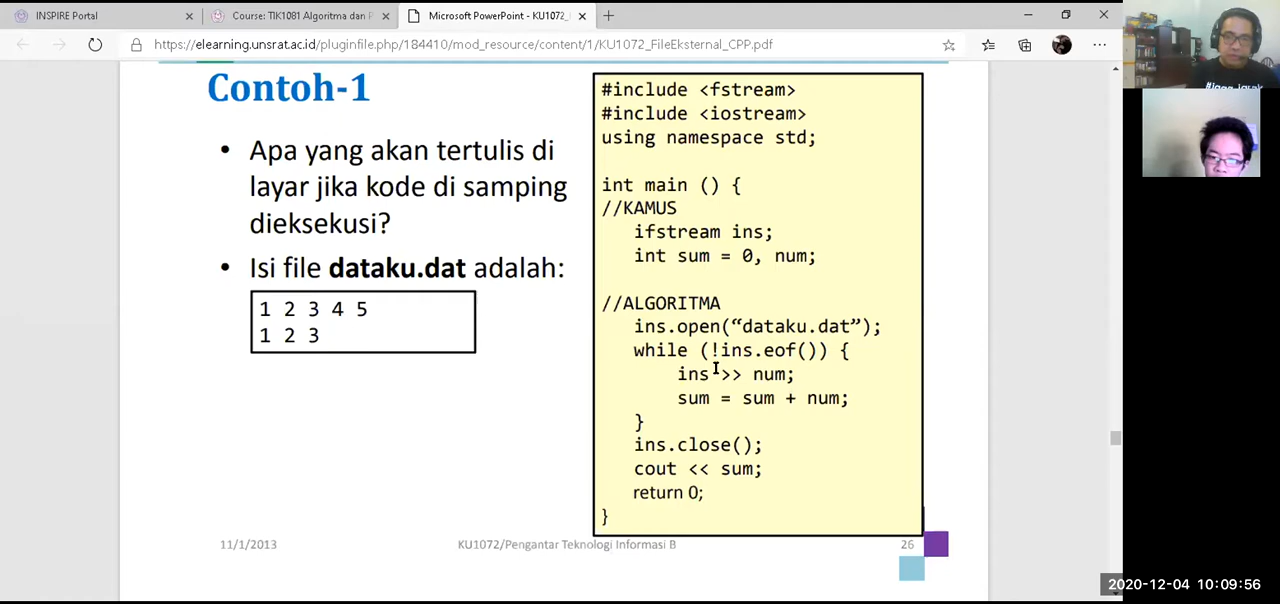 INSPIRE Portal
Course: TIK1081 Algoritma dan P
Microsoft PowerPoint - KU1072_
https://elearning.unsrat.ac.id/pluginfile.php/184410/mod_resource/content/1/KU1072_FileEksternal_CPP.pdf
Contoh-1
• Apa yang akan tertulis di
layar jika kode di samping
dieksekusi?
• Isi file dataku.dat adalah:
1 2 3 4 5
1 2 3
#include <fstream>
#include <iostream>
using namespace std;
int main () {
//KAMUS
ifstream ins;
int sum = 0, num;
//ALGORITMA
ins.open(“dataku.dat”);
while (!ins.eof()) {
ins >> num;
sum = sum + num;
}
ins.close();
cout << sum;
return 0;
}
11/1/2013
KU1072/Pengantar Teknologi Informasi B
26
2020-12-04 10:09:56